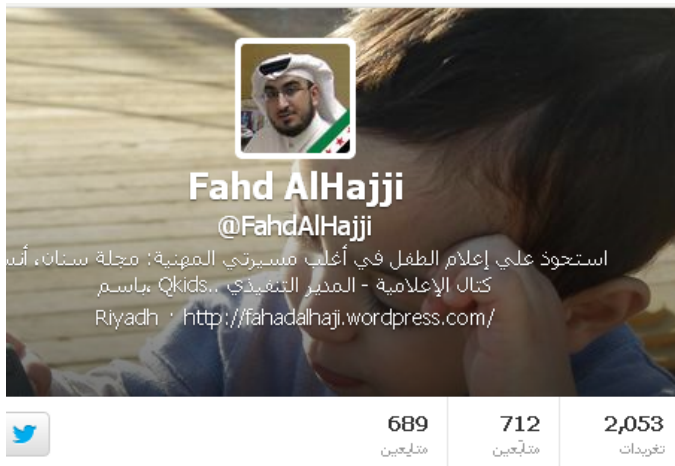 Fahd AlHajji
@FahdAlHajji
استحوذ علي إعلام الطفل في أغلب مسيرتي المهنية: مجلة سنان،
باسم، Qkids.. المدير التنفيذي - كتال الإعلامية
Riyadh · http://fahadalhaji.wordpress.com/
2,053 712 689
تغريدات متابَعين متابعين